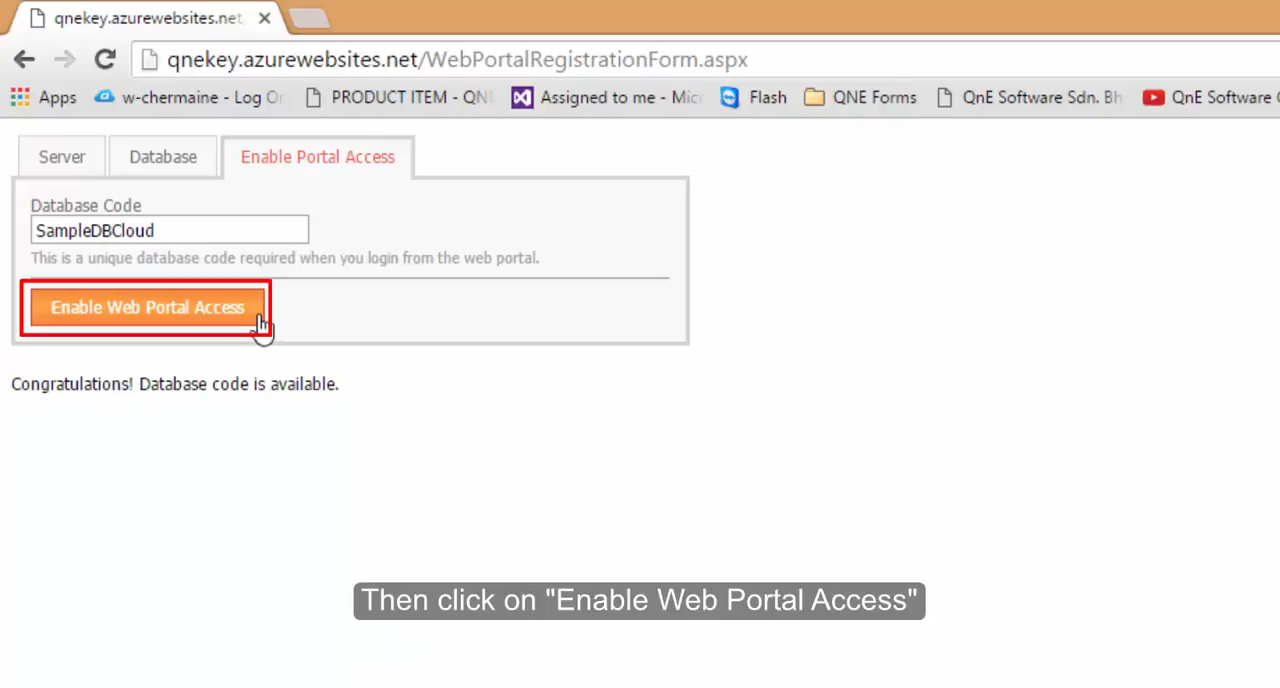 qnekey.azurewebsites.net
qnekey.azurewebsites.net/WebPortalRegistrationForm.aspx
Apps w-chermaine - Log On PRODUCT ITEM - QNE Assigned to me - Mic Flash QNE Forms QnE Software Sdn. Bh QnE Software
Server Database Enable Portal Access
Database Code
SampleDBCloud
This is a unique database code required when you login from the web portal.
Enable Web Portal Access
Congratulations! Database code is available.
Then click on "Enable Web Portal Access"